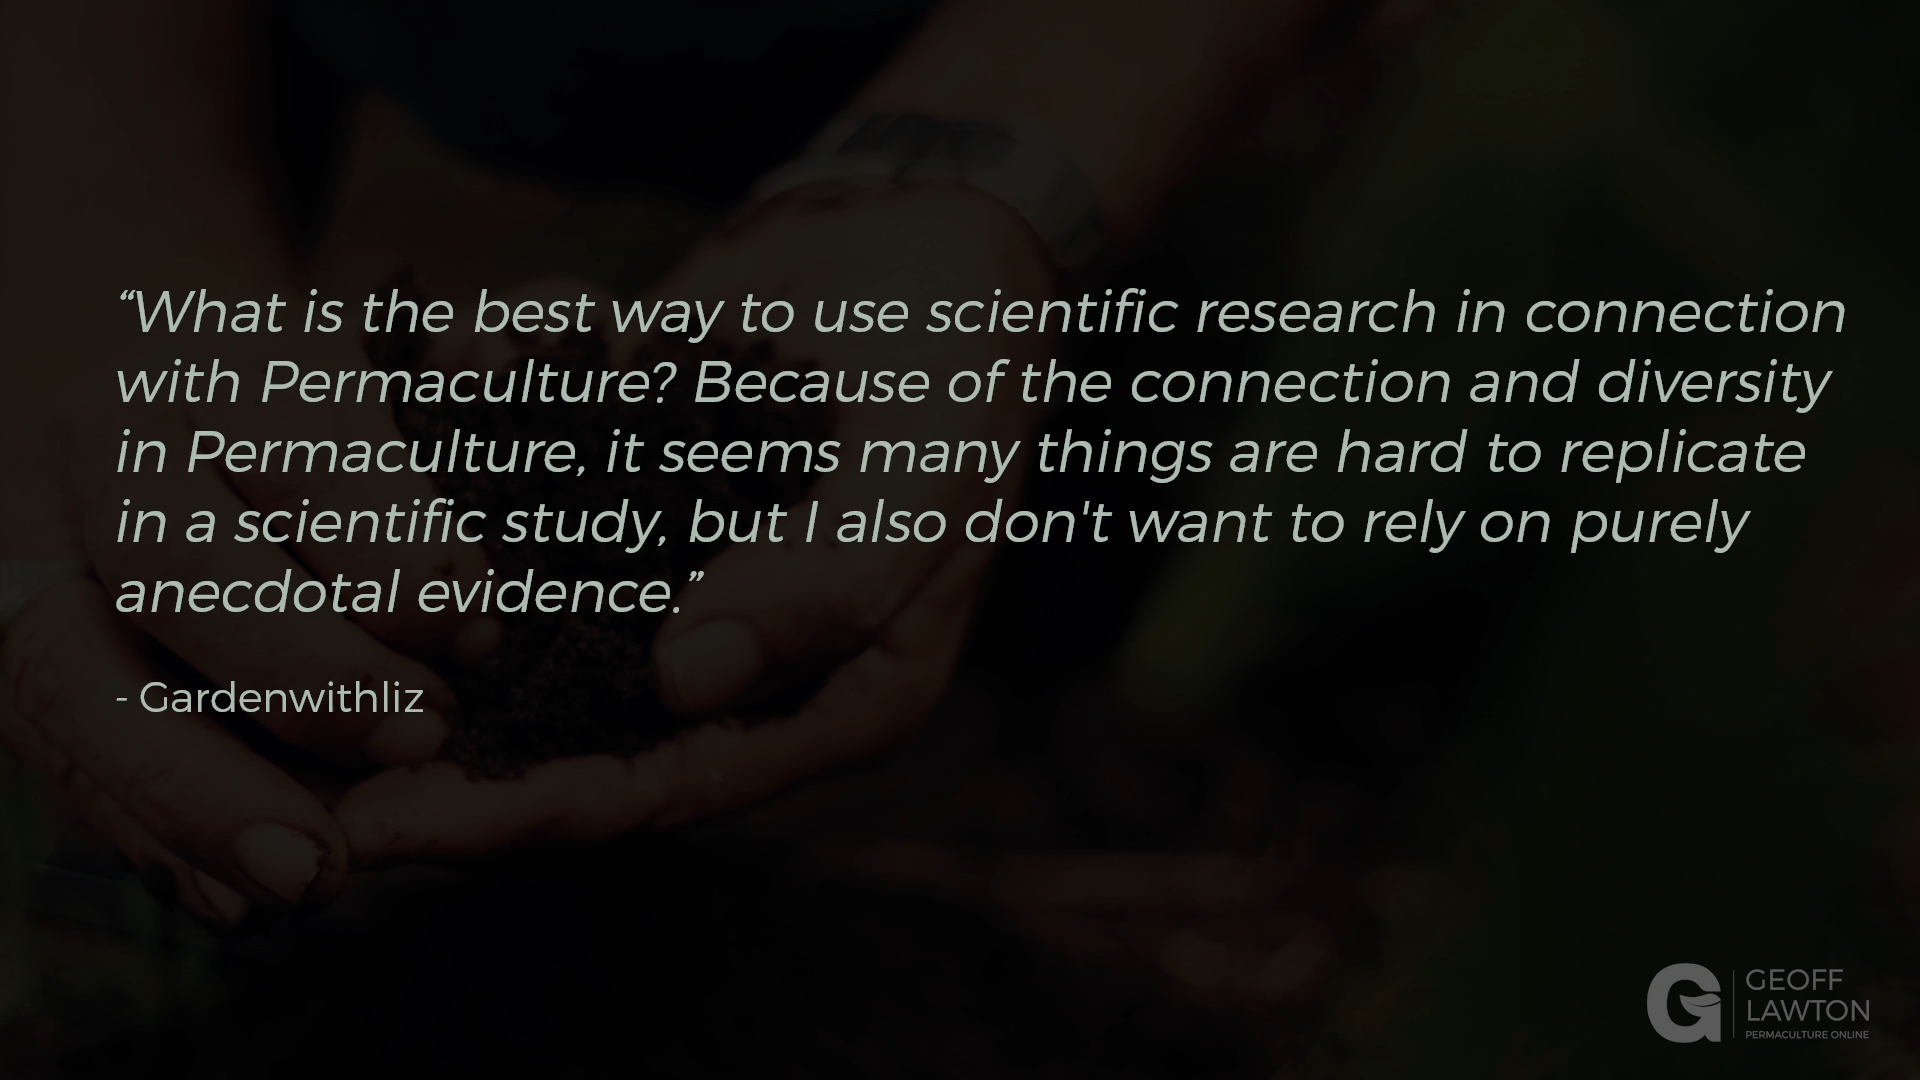 “What is the best way to use scientific research in connection
with Permaculture? Because of the connection and diversity
in Permaculture, it seems many things are hard to replicate
in a scientific study, but I also don't want to rely on purely
anecdotal evidence.”
- Gardenwithliz
GEOFF
LAWTON
PERMACULTURE ONLINE